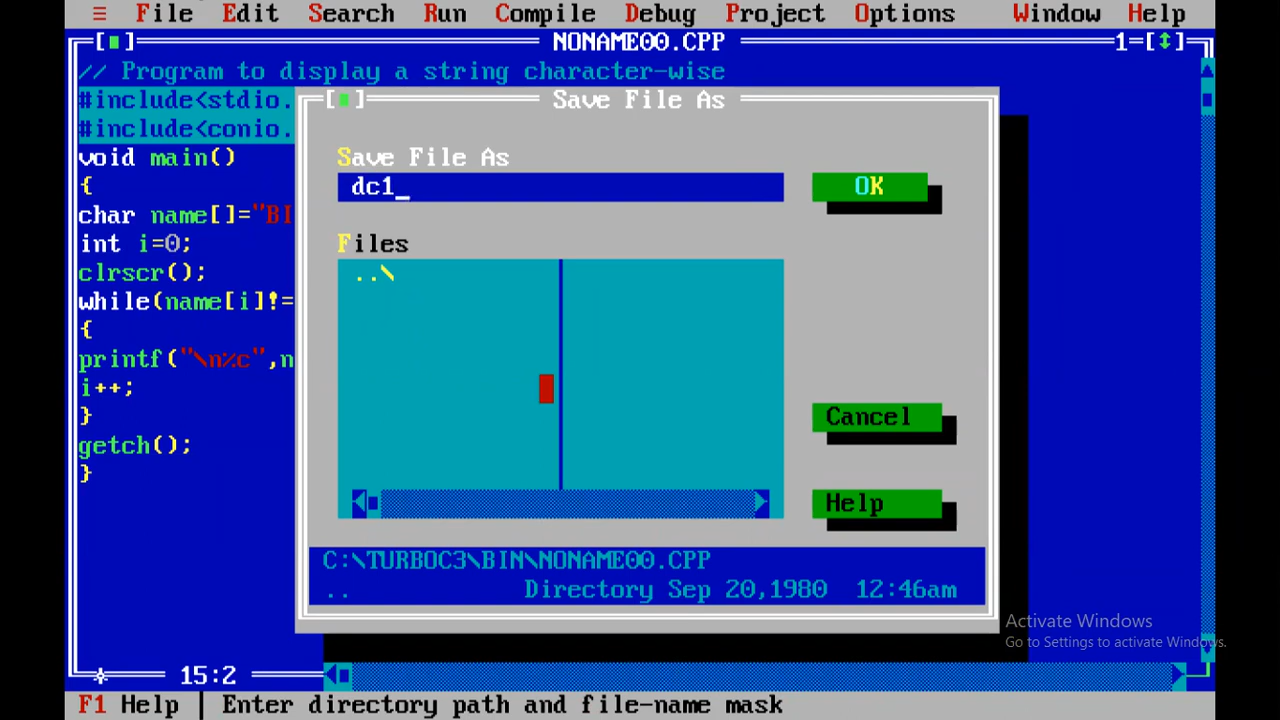 ≡ File Edit Search Run Compile Debug Project Options Window Help
[■] NONAME00.CPP 1=[↕]
// Program to display a string character-wise
#include<stdio.
#include<conio.
void main()
{
char name[]="BI
int i=0;
clrscr();
while(name[i]!=
{
printf("\n%c",n
i++;
}
getch();
}
[■] Save File As
Save File As
dc1_
OK
Files
..\
Cancel
Help
C:\TURBOC3\BIN\NONAME00.CPP
.. Directory Sep 20,1980 12:46am
Activate Windows
Go to Settings to activate Windows.
15:2
F1 Help │ Enter directory path and file-name mask